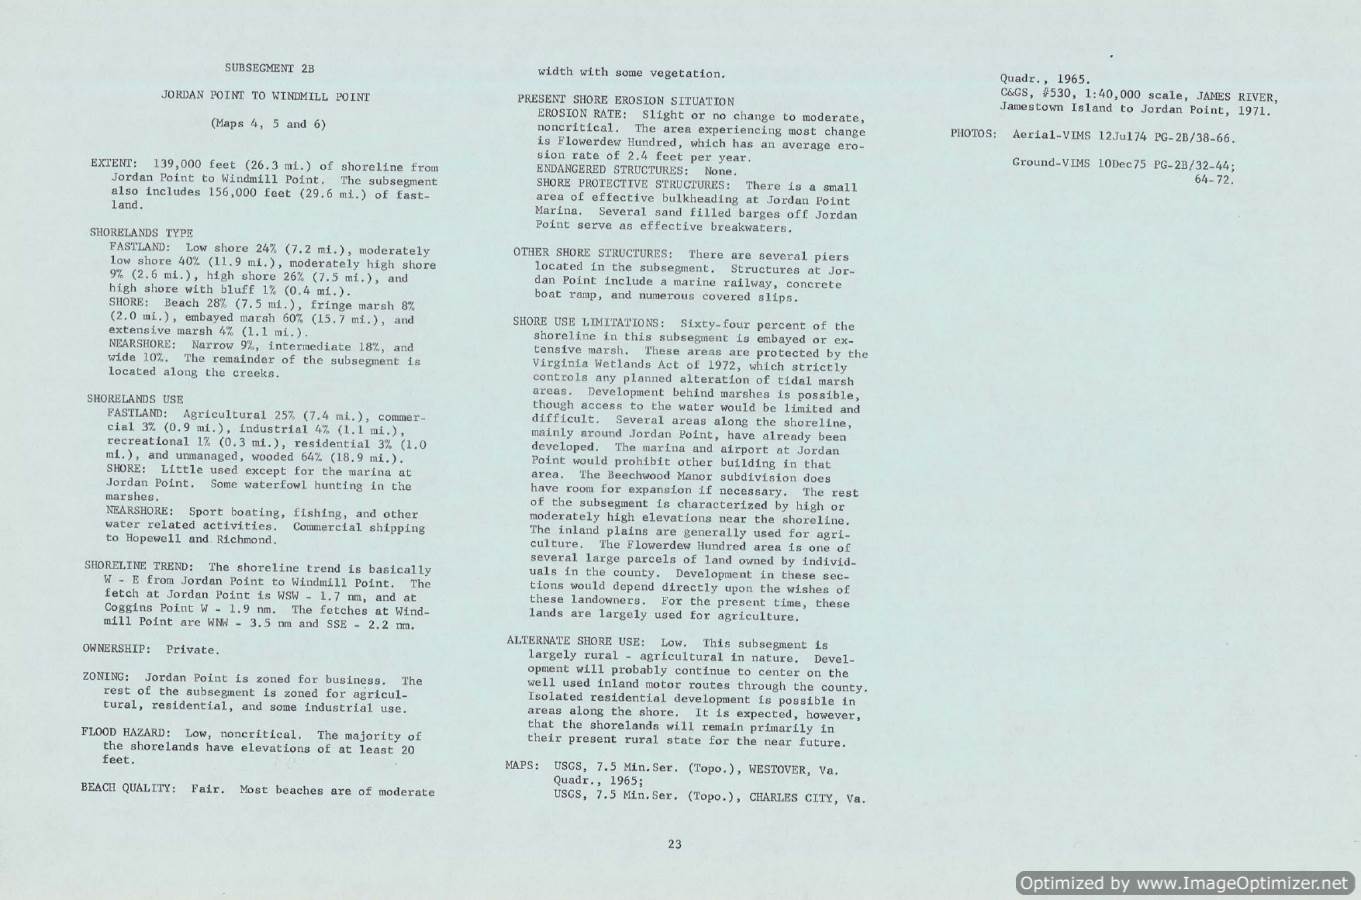 SUBSEGMENT 2B
JORDAN POINT TO WINDMILL POINT
(Maps 4, 5 and 6)
EXTENT: 139,000 feet (26.3 mi.) of shoreline from
Jordan Point to Windmill Point. The subsegment
also includes 156,000 feet (29.6 mi.) of fast-
land.
SHORELANDS TYPE
FASTLAND: Low shore 24% (7.2 mi.), moderately
low shore 40% (11.9 mi.), moderately high shore
9% (2.6 mi.), high shore 26% (7.5 mi.), and
high shore with bluff 1% (0.4 mi.).
SHORE: Beach 28% (7.5 mi.), fringe marsh 8%
(2.0 mi.), embayed marsh 60% (15.7 mi.), and
extensive marsh 4% (1.1 mi.).
NEARSHORE: Narrow 9%, intermediate 18%, and
wide 10%. The remainder of the subsegment is
located along the creeks.
SHORELANDS USE
FASTLAND: Agricultural 25% (7.4 mi.), commer-
cial 3% (0.9 mi.), industrial 4% (1.1 mi.),
recreational 1% (0.3 mi.), residential 3% (1.0
mi.), and unmanaged, wooded 64% (18.9 mi.).
SHORE: Little used except for the marina at
Jordan Point. Some waterfowl hunting in the
marshes.
NEARSHORE: Sport boating, fishing, and other
water related activities. Commercial shipping
to Hopewell and Richmond.
SHORELINE TREND: The shoreline trend is basically
W - E from Jordan Point to Windmill Point. The
fetch at Jordan Point is WSW - 1.7 nm, and at
Coggins Point W - 1.9 nm. The fetches at Wind-
mill Point are WNW - 3.5 nm and SSE - 2.2 nm.
OWNERSHIP: Private.
ZONING: Jordan Point is zoned for business. The
rest of the subsegment is zoned for agricul-
tural, residential, and some industrial use.
FLOOD HAZARD: Low, noncritical. The majority of
the shorelands have elevations of at least 20
feet.
BEACH QUALITY: Fair. Most beaches are of moderate
width with some vegetation.
PRESENT SHORE EROSION SITUATION
EROSION RATE: Slight or no change to moderate,
noncritical. The area experiencing most change
is Flowerdew Hundred, which has an average ero-
sion rate of 2.4 feet per year.
ENDANGERED STRUCTURES: None.
SHORE PROTECTIVE STRUCTURES: There is a small
area of effective bulkheading at Jordan Point
Marina. Several sand filled barges off Jordan
Point serve as effective breakwaters.
OTHER SHORE STRUCTURES: There are several piers
located in the subsegment. Structures at Jor-
dan Point include a marine railway, concrete
boat ramp, and numerous covered slips.
SHORE USE LIMITATIONS: Sixty-four percent of the
shoreline in this subsegment is embayed or ex-
tensive marsh. These areas are protected by the
Virginia Wetlands Act of 1972, which strictly
controls any planned alteration of tidal marsh
areas. Development behind marshes is possible,
though access to the water would be limited and
difficult. Several areas along the shoreline,
mainly around Jordan Point, have already been
developed. The marina and airport at Jordan
Point would prohibit other building in that
area. The Beechwood Manor subdivision does
have room for expansion if necessary. The rest
of the subsegment is characterized by high or
moderately high elevations near the shoreline.
The inland plains are generally used for agri-
culture. The Flowerdew Hundred area is one of
several large parcels of land owned by individ-
uals in the county. Development in these sec-
tions would depend directly upon the wishes of
these landowners. For the present time, these
lands are largely used for agriculture.
ALTERNATE SHORE USE: Low. This subsegment is
largely rural - agricultural in nature. Devel-
opment will probably continue to center on the
well used inland motor routes through the county.
Isolated residential development is possible in
areas along the shore. It is expected, however,
that the shorelands will remain primarily in
their present rural state for the near future.
MAPS: USGS, 7.5 Min.Ser. (Topo.), WESTOVER, Va.
Quadr., 1965;
USGS, 7.5 Min.Ser. (Topo.), CHARLES CITY, Va.
Quadr., 1965.
C&GS, #530, 1:40,000 scale, JAMES RIVER,
Jamestown Island to Jordan Point, 1971.
PHOTOS: Aerial-VIMS 12Jul74 PG-2B/38-66.
Ground-VIMS 10Dec75 PG-2B/32-44;
64-72.
23
Optimized by www.ImageOptimizer.net